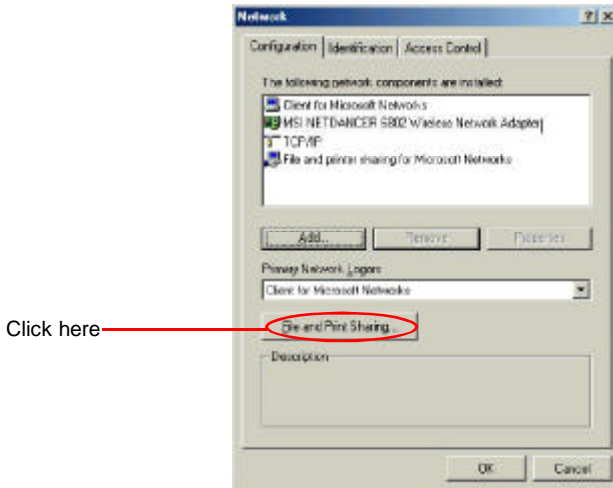 Network
Configuration Identification Access Control
The following network components are installed:
Client for Microsoft Networks
MSI NETDANCER 6802 Wireless Network Adapter
TCP/IP
File and printer sharing for Microsoft Networks
Add... Remove Properties
Primary Network Logon:
Client for Microsoft Networks
Click here
File and Print Sharing...
Description
OK Cancel